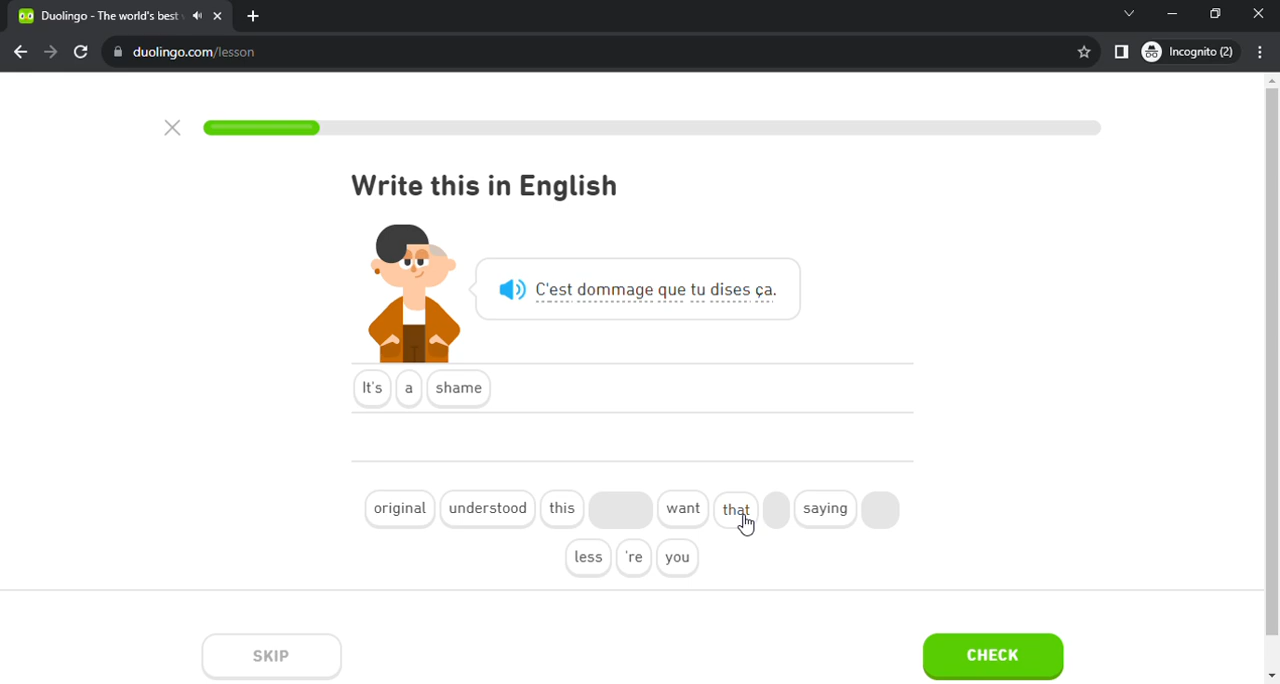 Duolingo - The world's best
duolingo.com/lesson
Incognito (2)
Write this in English
C'est dommage que tu dises ça.
It's a shame
original understood this want that saying
less 're you
SKIP
CHECK